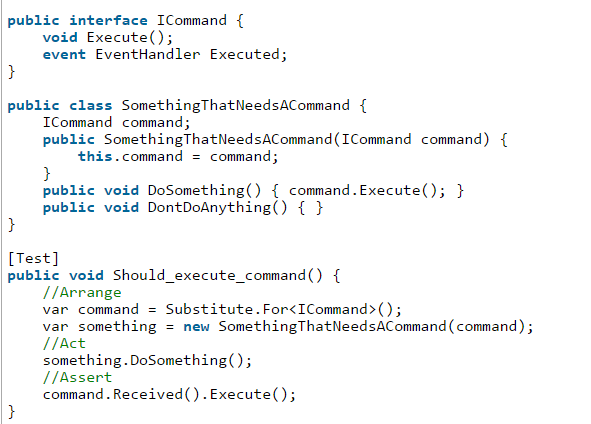 public interface ICommand {
    void Execute();
    event EventHandler Executed;
}

public class SomethingThatNeedsACommand {
    ICommand command;
    public SomethingThatNeedsACommand(ICommand command) {
        this.command = command;
    }
    public void DoSomething() { command.Execute(); }
    public void DontDoAnything() { }
}

[Test]
public void Should_execute_command() {
    //Arrange
    var command = Substitute.For<ICommand>();
    var something = new SomethingThatNeedsACommand(command);
    //Act
    something.DoSomething();
    //Assert
    command.Received().Execute();
}